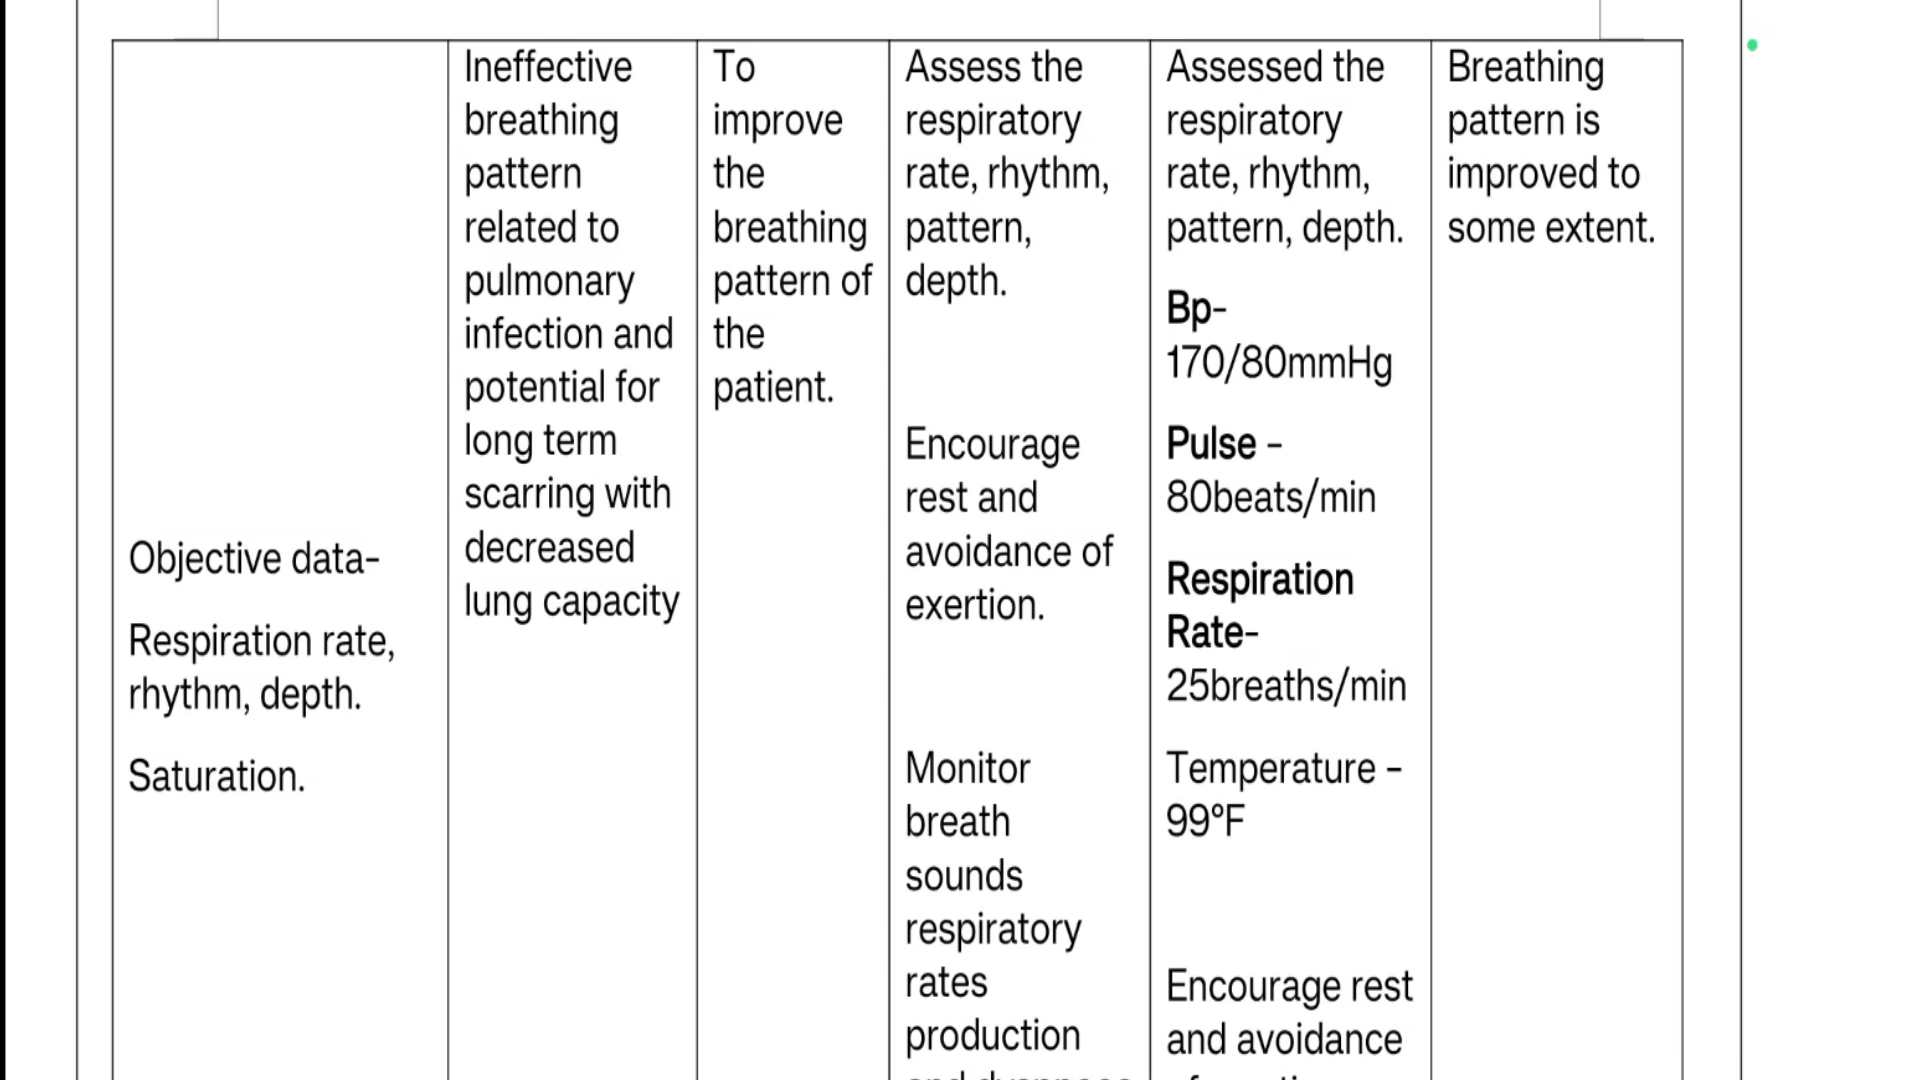 Objective data-
Respiration rate,
rhythm, depth.
Saturation.
Ineffective
breathing
pattern
related to
pulmonary
infection and
potential for
long term
scarring with
decreased
lung capacity
To
improve
the
breathing
pattern of
the
patient.
Assess the
respiratory
rate, rhythm,
pattern,
depth.
Encourage
rest and
avoidance of
exertion.
Monitor
breath
sounds
respiratory
rates
production
Assessed the
respiratory
rate, rhythm,
pattern, depth.
Bp-
170/80mmHg
Pulse -
80beats/min
Respiration
Rate-
25breaths/min
Temperature -
99°F
Encourage rest
and avoidance
Breathing
pattern is
improved to
some extent.